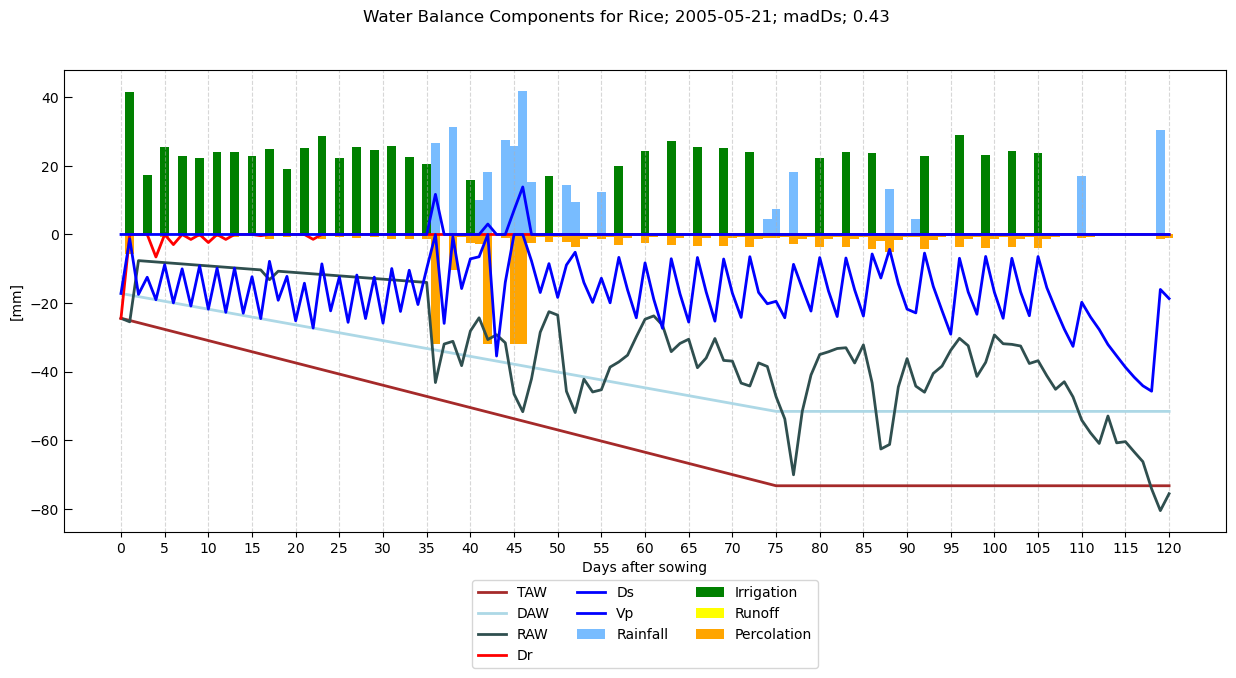 Water Balance Components for Rice; 2005-05-21; madDs; 0.43
40
20
0
−20
−40
−60
−80
[mm]
0 5 10 15 20 25 30 35 40 45 50 55 60 65 70 75 80 85 90 95 100 105 110 115 120
Days after sowing
TAW Ds Irrigation
DAW Vp Runoff
RAW Rainfall Percolation
Dr